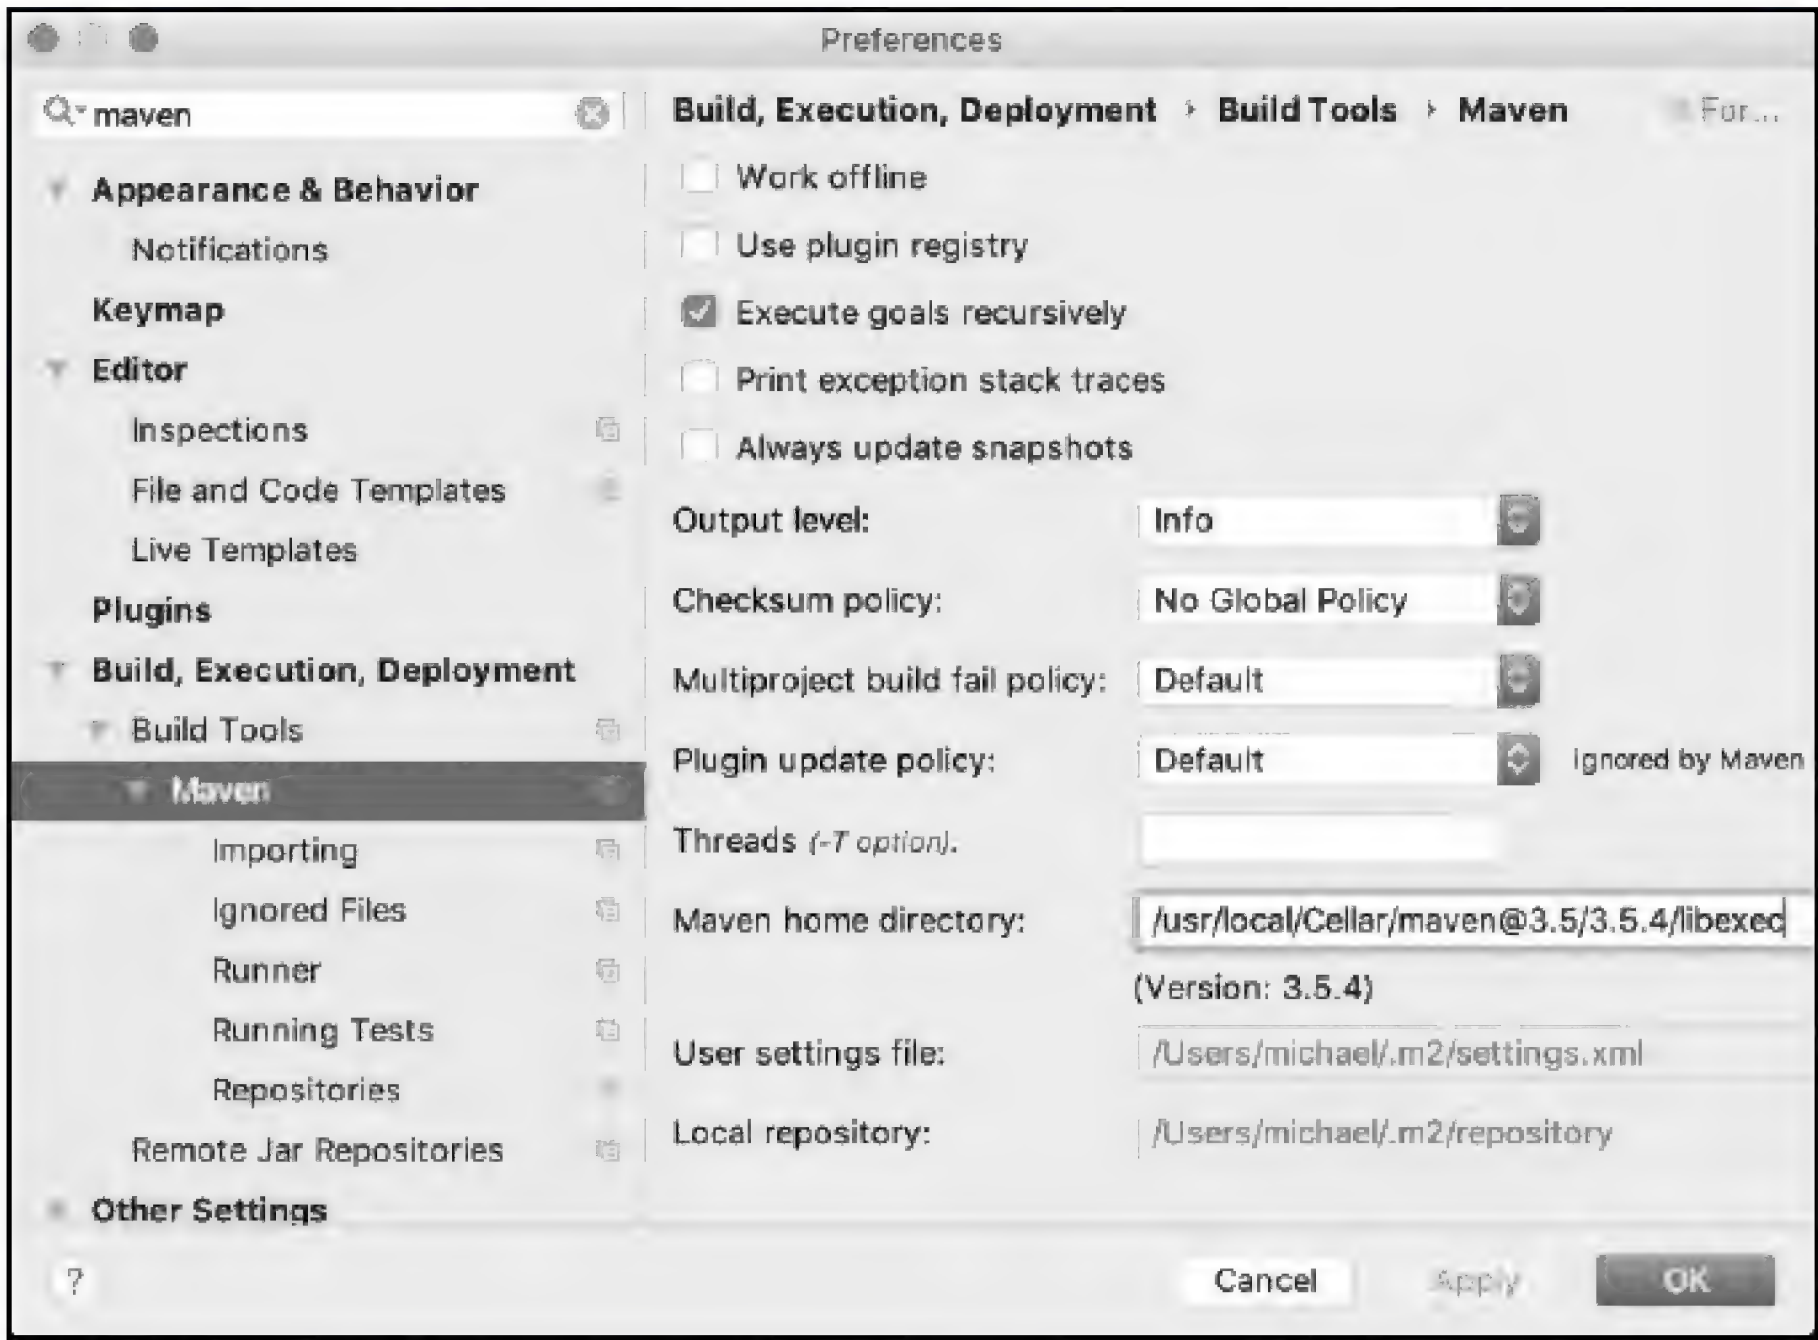 Preferences
maven
Appearance & Behavior
Notifications
Keymap
Editor
Inspections
File and Code Templates
Live Templates
Plugins
Build, Execution, Deployment
Build Tools
Maven
Importing
Ignored Files
Runner
Running Tests
Repositories
Remote Jar Repositories
Other Settings
?
Build, Execution, Deployment › Build Tools › Maven For...
Work offline
Use plugin registry
Execute goals recursively
Print exception stack traces
Always update snapshots
Output level: Info
Checksum policy: No Global Policy
Multiproject build fail policy: Default
Plugin update policy: Default ignored by Maven
Threads (-T option):
Maven home directory: /usr/local/Cellar/maven@3.5/3.5.4/libexec
(Version: 3.5.4)
User settings file: /Users/michael/.m2/settings.xml
Local repository: /Users/michael/.m2/repository
Cancel Apply OK